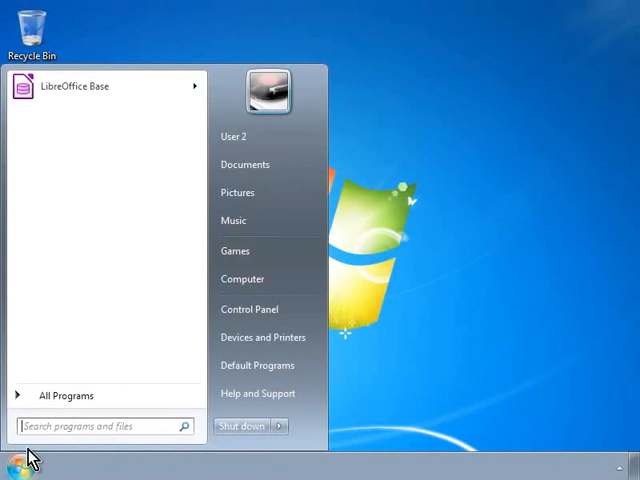 Recycle Bin
LibreOffice Base
User 2
Documents
Pictures
Music
Games
Computer
Control Panel
Devices and Printers
Default Programs
Help and Support
All Programs
Search programs and files
Shut down